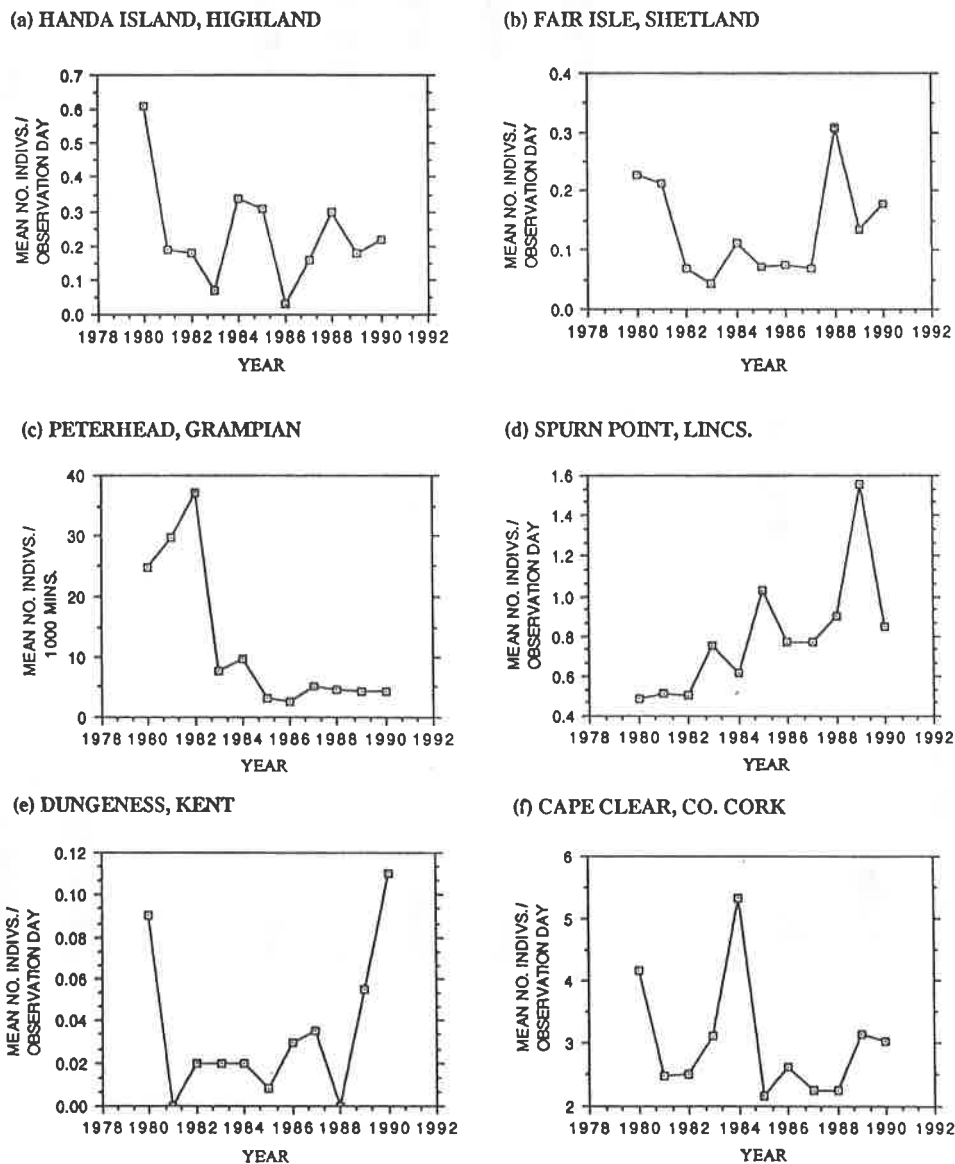 (a) HANDA ISLAND, HIGHLAND
MEAN NO. INDIVS./
OBSERVATION DAY
0.7
0.6
0.5
0.4
0.3
0.2
0.1
0.0
1978 1980 1982 1984 1986 1988 1990 1992
YEAR
(b) FAIR ISLE, SHETLAND
MEAN NO. INDIVS./
OBSERVATION DAY
0.4
0.3
0.2
0.1
0.0
1978 1980 1982 1984 1986 1988 1990 1992
YEAR
(c) PETERHEAD, GRAMPIAN
MEAN NO. INDIVS./
1000 MINS.
40
30
20
10
0
1978 1980 1982 1984 1986 1988 1990 1992
YEAR
(d) SPURN POINT, LINCS.
MEAN NO. INDIVS./
OBSERVATION DAY
1.6
1.4
1.2
1.0
0.8
0.6
0.4
1978 1980 1982 1984 1986 1988 1990 1992
YEAR
(e) DUNGENESS, KENT
MEAN NO. INDIVS./
OBSERVATION DAY
0.12
0.10
0.08
0.06
0.04
0.02
0.00
1978 1980 1982 1984 1986 1988 1990 1992
YEAR
(f) CAPE CLEAR, CO. CORK
MEAN NO. INDIVS./
OBSERVATION DAY
6
5
4
3
2
1978 1980 1982 1984 1986 1988 1990 1992
YEAR